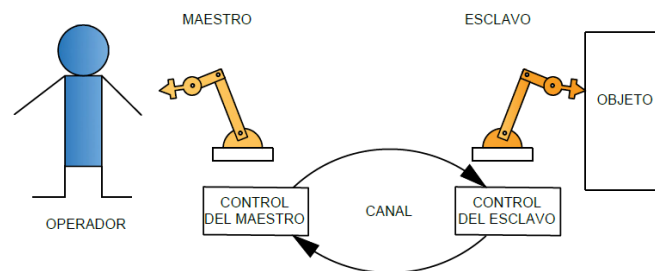 MAESTRO
ESCLAVO
OBJETO
OPERADOR
CONTROL
DEL MAESTRO
CANAL
CONTROL
DEL ESCLAVO